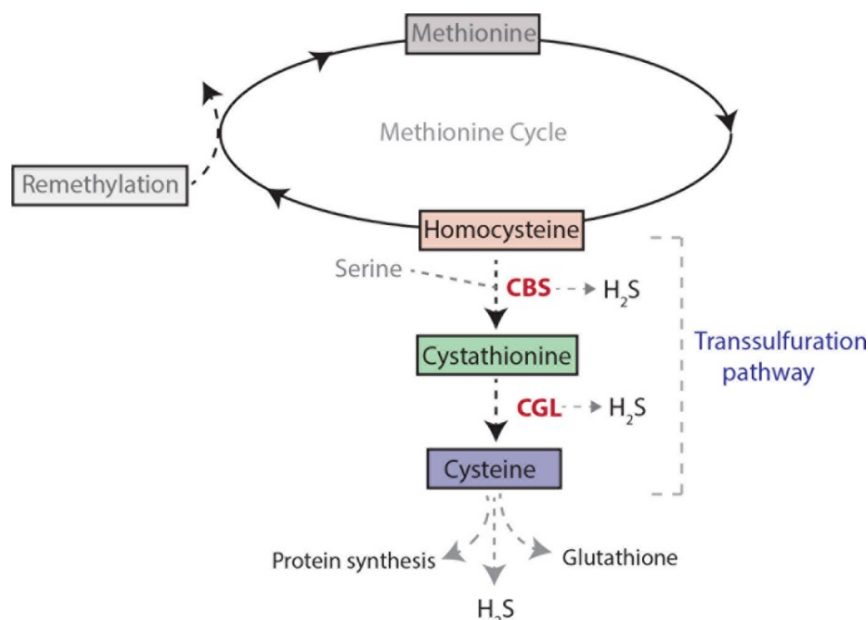 Methionine
Methionine Cycle
Remethylation
Homocysteine
Serine
CBS
H₂S
Cystathionine
Transsulfuration
pathway
CGL
H₂S
Cysteine
Protein synthesis
Glutathione
H₂S